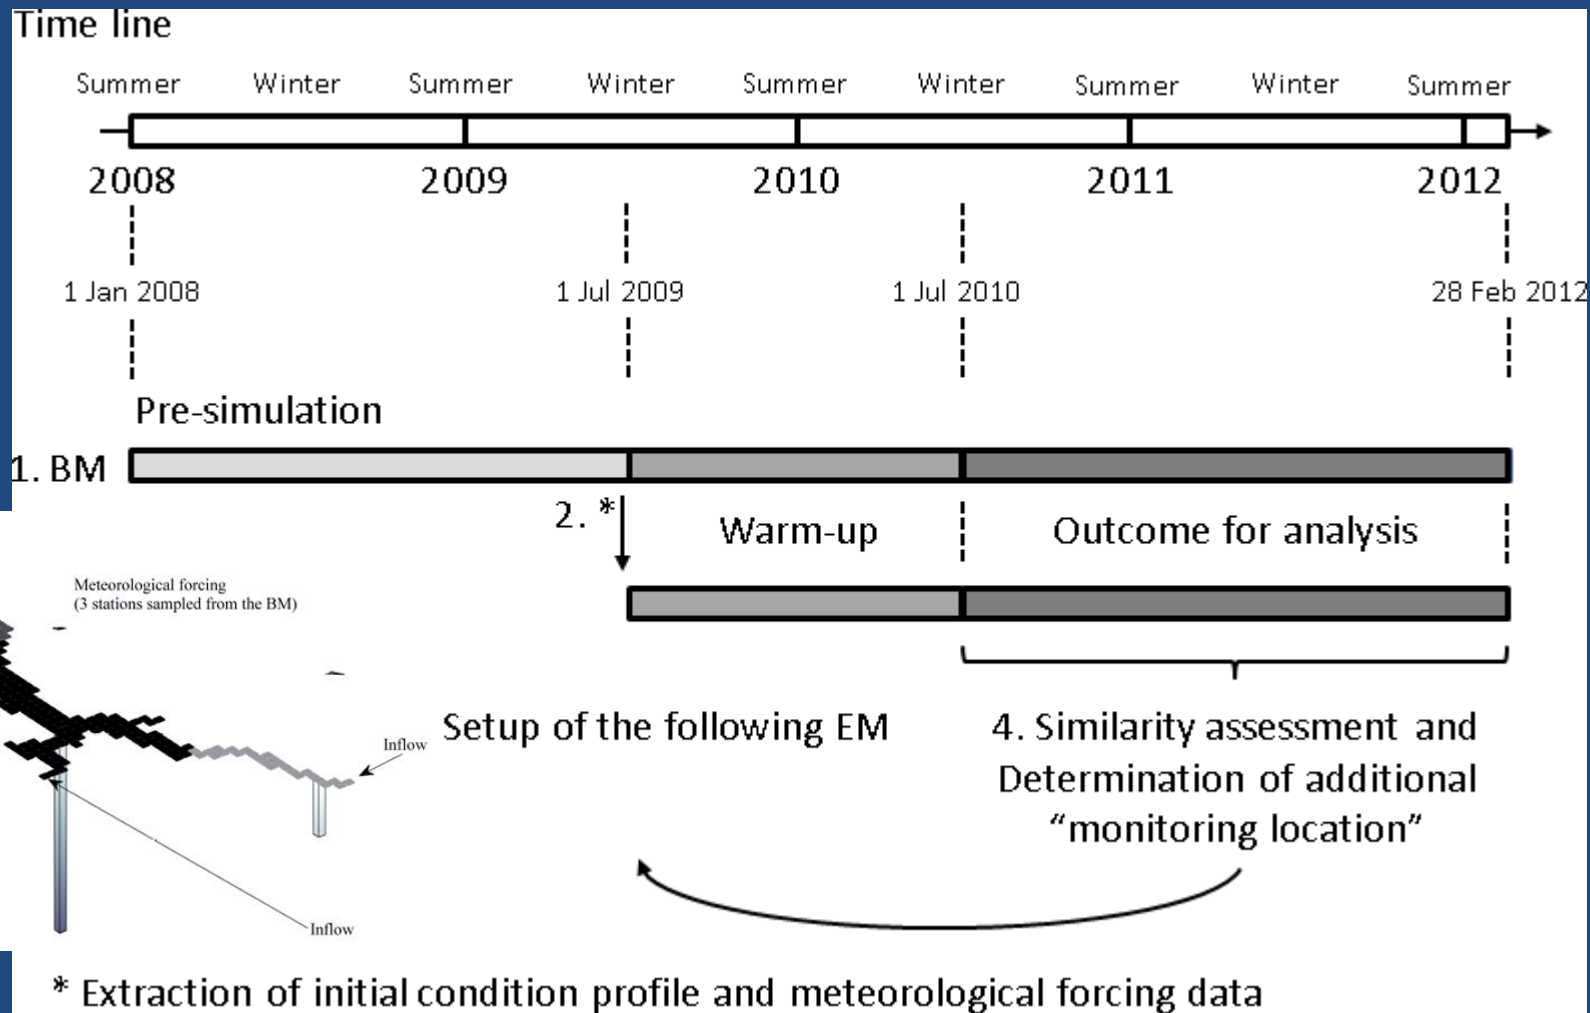 Time line
Summer Winter Summer Winter Summer Winter Summer Winter Summer
2008 2009 2010 2011 2012
1 Jan 2008 1 Jul 2009 1 Jul 2010 28 Feb 2012
Pre-simulation
1. BM
2. * Warm-up Outcome for analysis
Meteorological forcing
(3 stations sampled from the BM)
Setup of the following EM
4. Similarity assessment and
Determination of additional
“monitoring location”
Inflow
Inflow
* Extraction of initial condition profile and meteorological forcing data